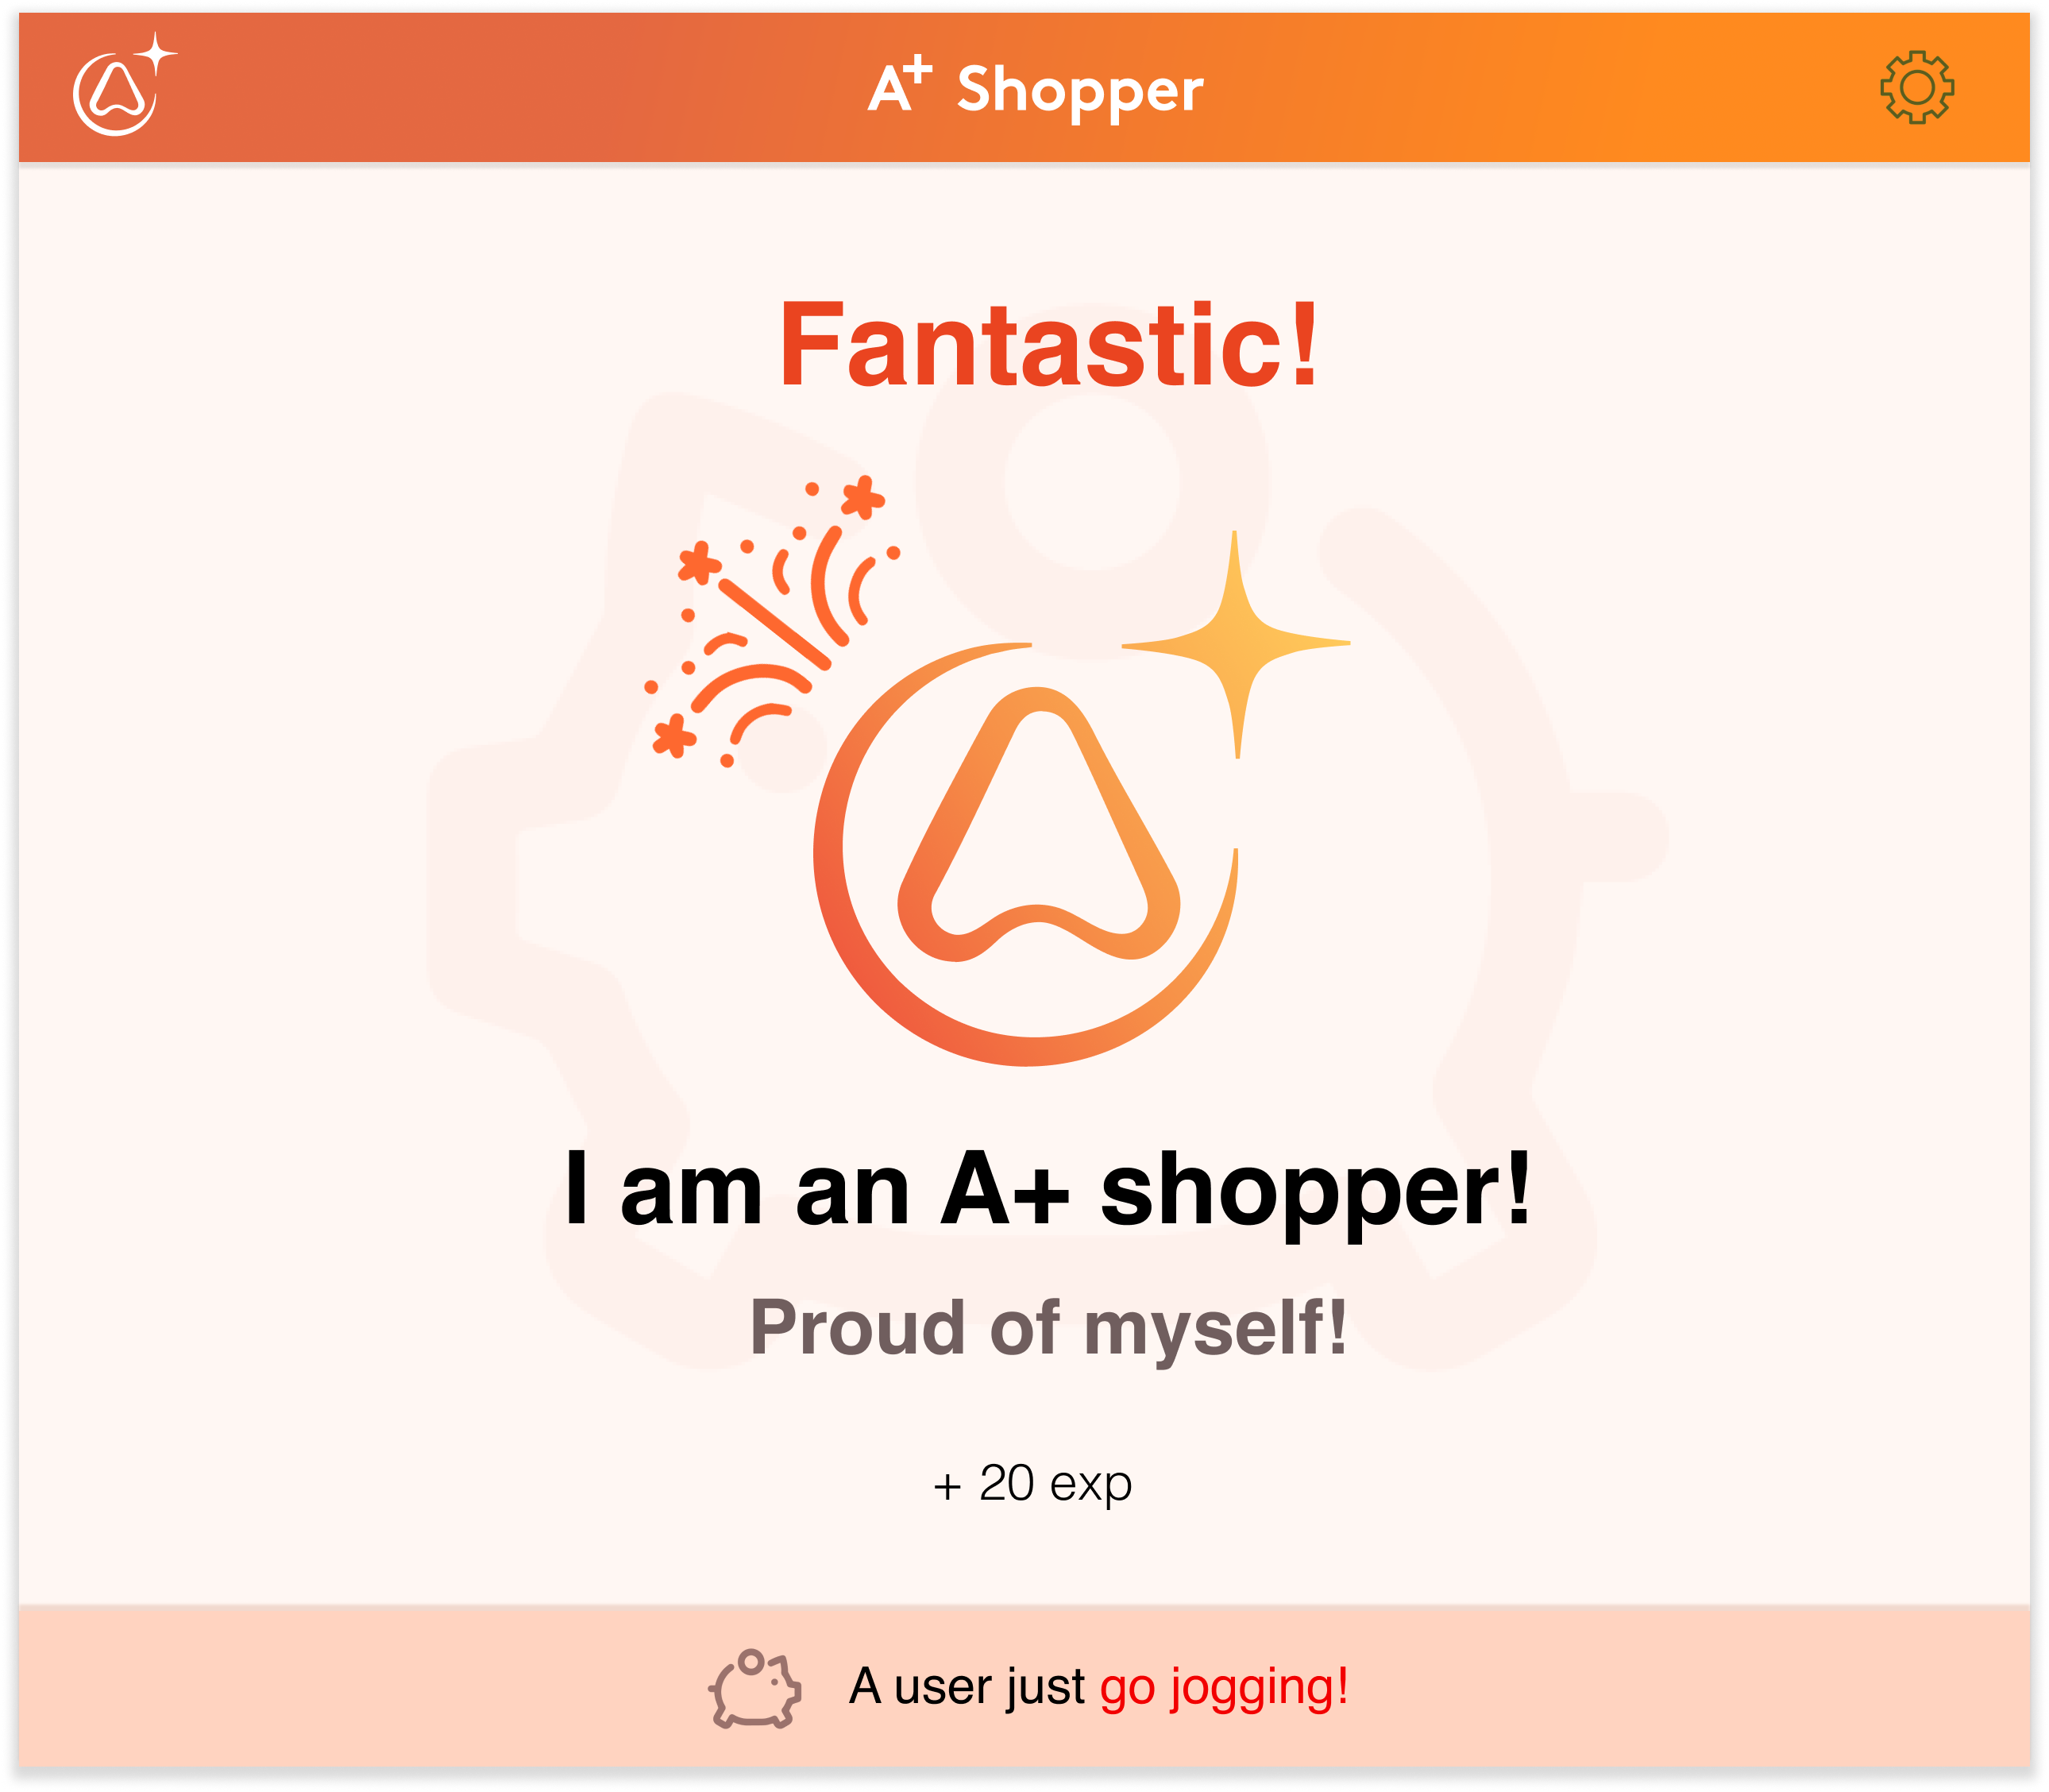 A+ Shopper
Fantastic!
I am an A+ shopper!
Proud of myself!
+ 20 exp
A user just go jogging!